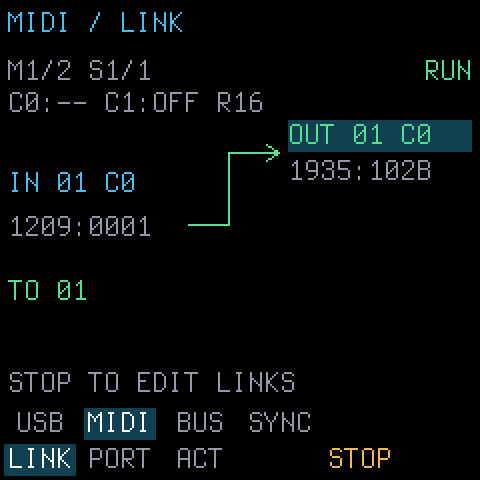 MIDI / LINK
M1/2 S1/1 RUN
C0:-- C1:OFF R16
OUT 01 C0
1935:102B
IN 01 C0
1209:0001
TO 01
STOP TO EDIT LINKS
USB MIDI BUS SYNC
LINK PORT ACT STOP